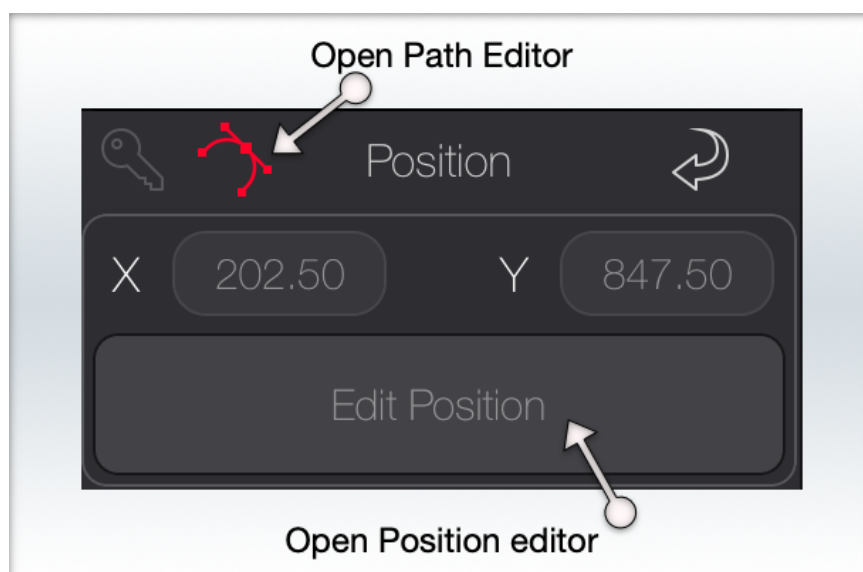 Open Path Editor
Position
X 202.50 Y 847.50
Edit Position
Open Position editor